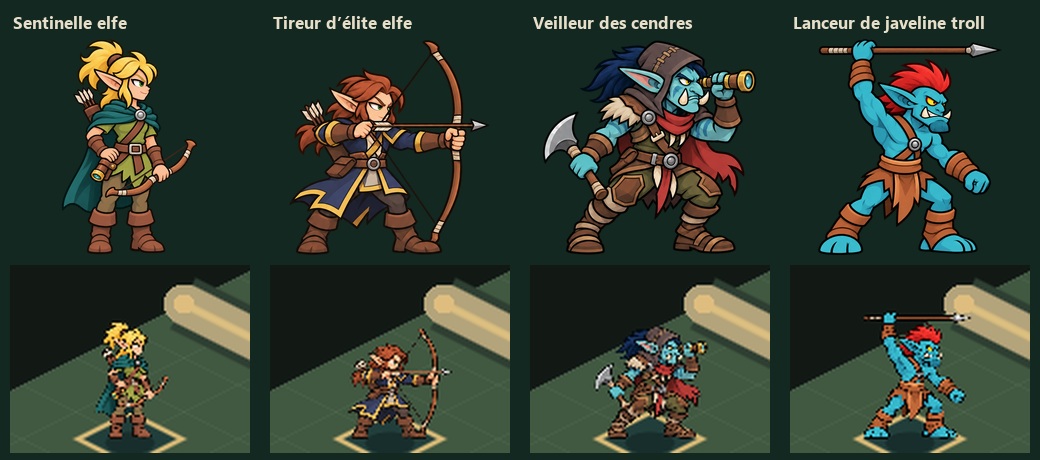 Sentinelle elfe
Tireur d’élite elfe
Veilleur des cendres
Lanceur de javeline troll